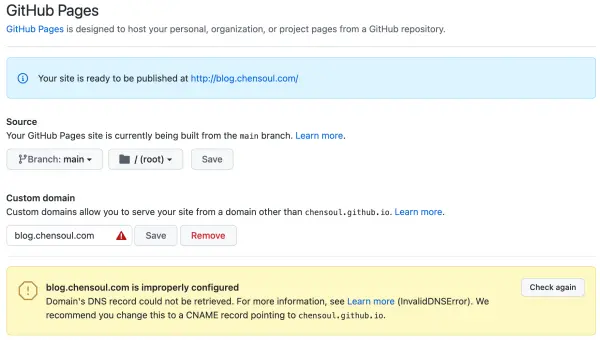 GitHub Pages
GitHub Pages is designed to host your personal, organization, or project pages from a GitHub repository.
Your site is ready to be published at http://blog.chensoul.com/
Source
Your GitHub Pages site is currently being built from the main branch. Learn more.
Branch: main / (root) Save
Custom domain
Custom domains allow you to serve your site from a domain other than chensoul.github.io. Learn more.
blog.chensoul.com Save Remove
blog.chensoul.com is improperly configured Check again
Domain's DNS record could not be retrieved. For more information, see Learn more (InvalidDNSError). We
recommend you change this to a CNAME record pointing to chensoul.github.io.